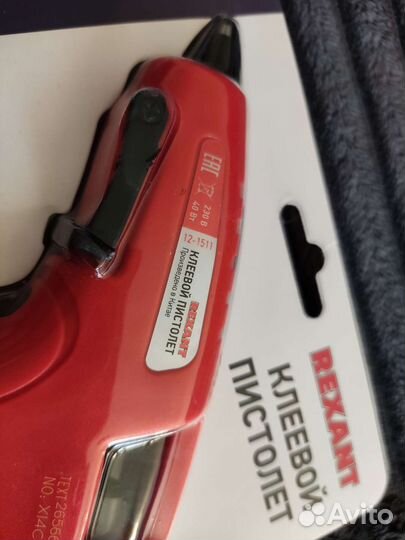 EAC
230 В
40 Вт
12-1511
REXANT
КЛЕЕВОЙ ПИСТОЛЕТ
Произведено в Китае
REXANT
КЛЕЕВОЙ
ПИСТОЛЕТ
Avito